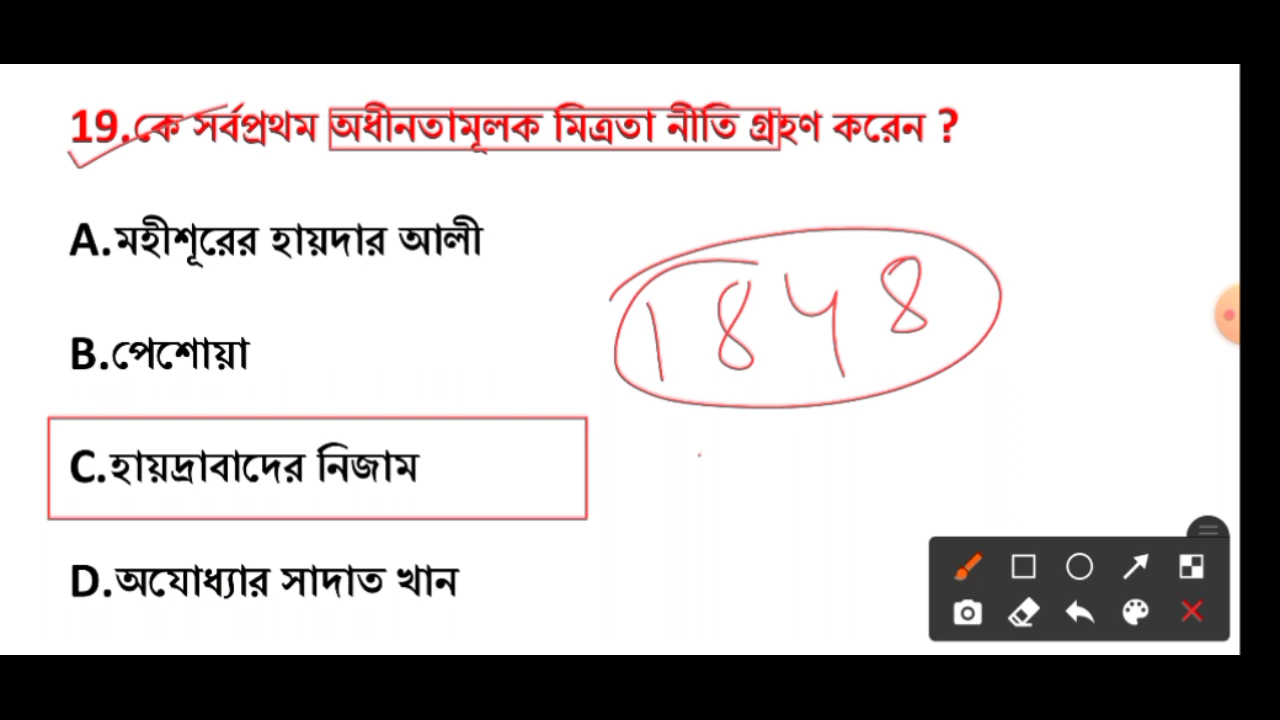 19.কে সর্বপ্রথম অধীনতামূলক মিত্রতা নীতি গ্রহণ করেন ?
A.মহীশূরের হায়দার আলী
1848
B.পেশোয়া
C.হায়দ্রাবাদের নিজাম
D.অযোধ্যার সাদাত খান